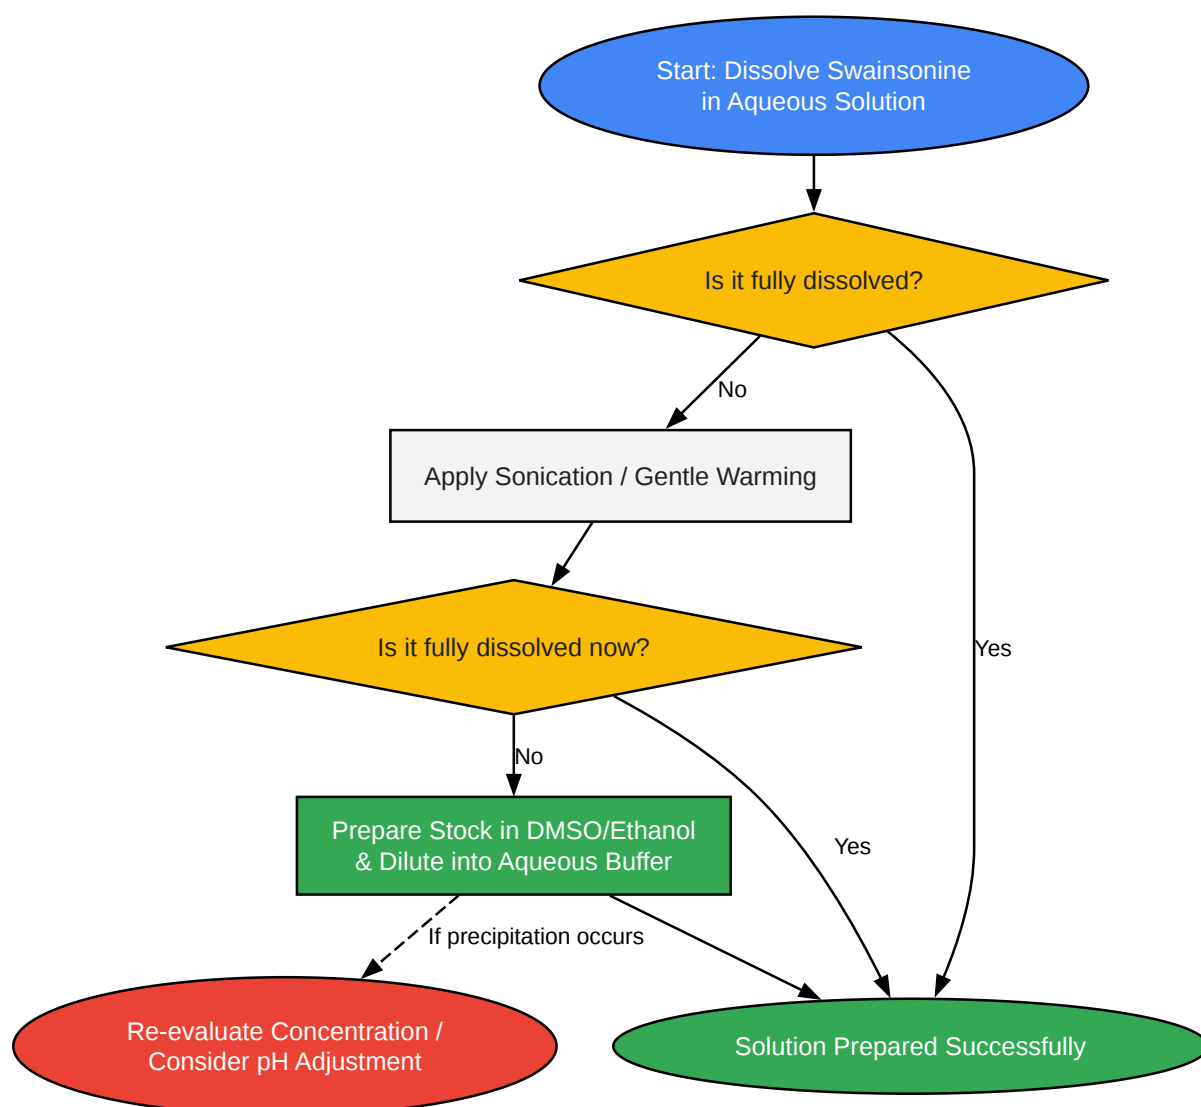 Start: Dissolve Swainsonine
in Aqueous Solution
Is it fully dissolved?
No
Apply Sonication / Gentle Warming
Is it fully dissolved now?
Yes
No
Prepare Stock in DMSO/Ethanol
& Dilute into Aqueous Buffer
Yes
If precipitation occurs
Re-evaluate Concentration /
Consider pH Adjustment
Solution Prepared Successfully